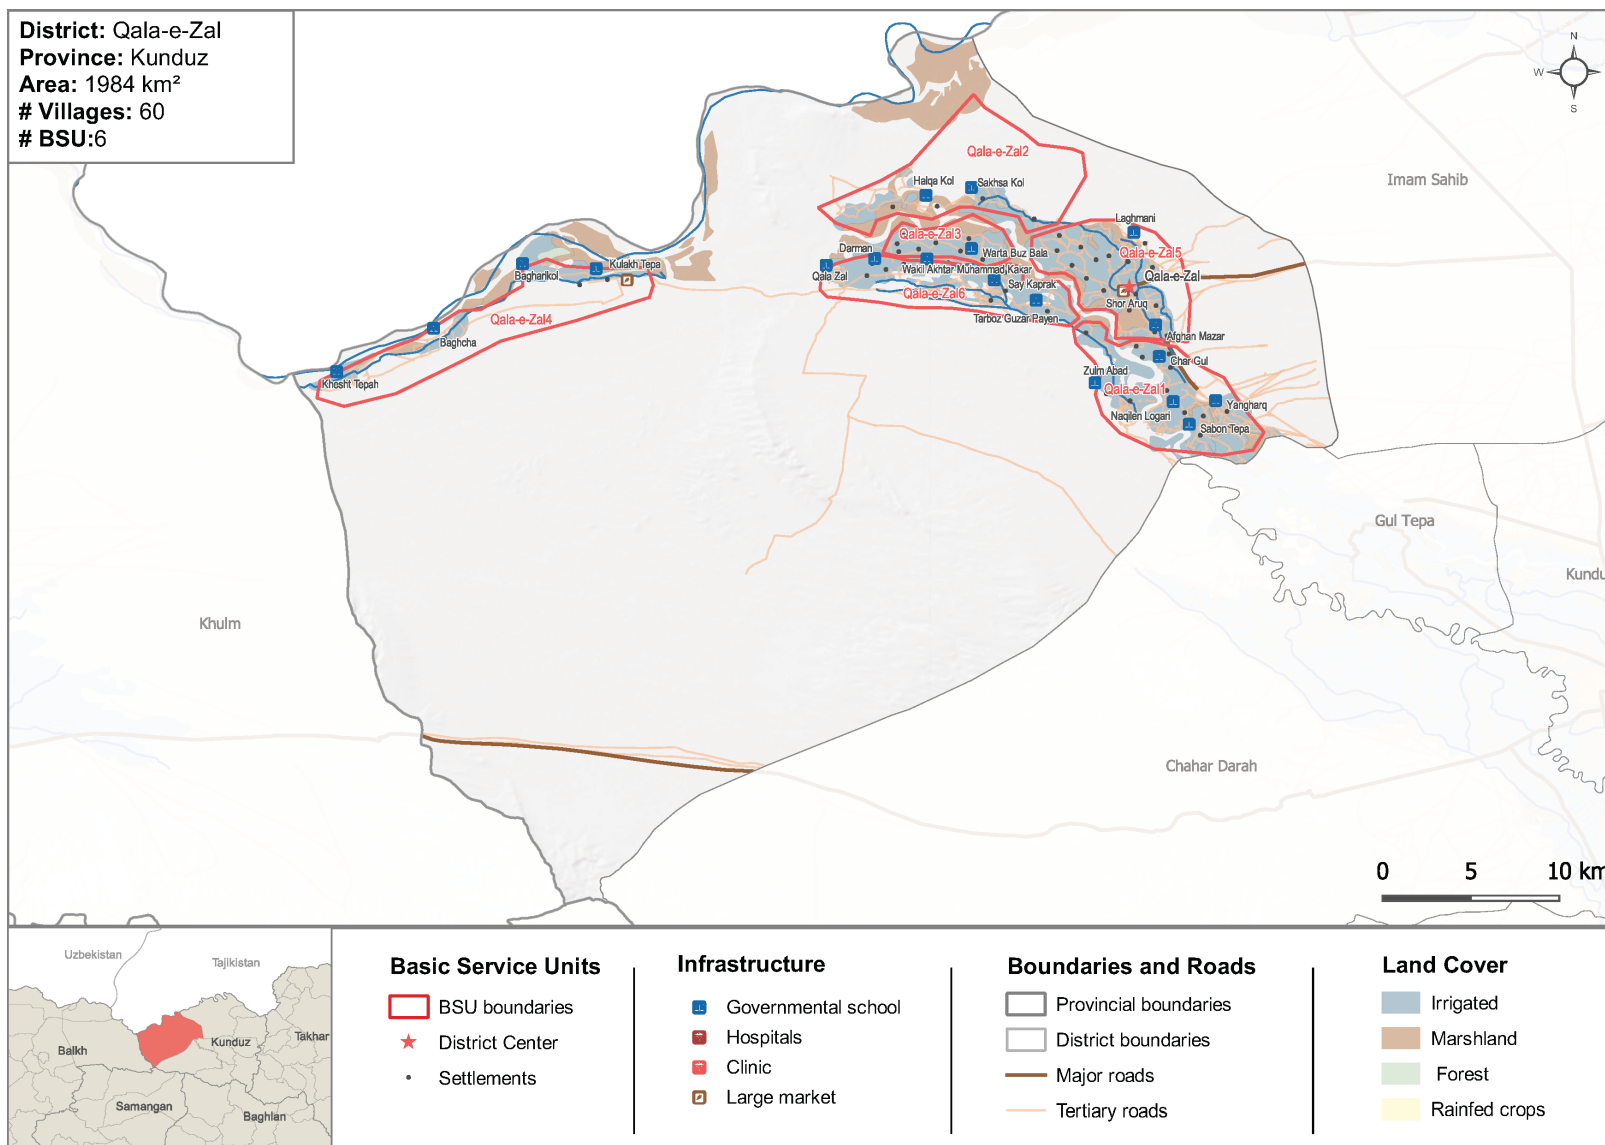 District: Qala-e-Zal
Province: Kunduz
Area: 1984 km²
# Villages: 60
# BSU:6
N
W
S
Imam Sahib
Qala-e-Zal2
Halqa Kol
Sakhsa Kol
Laghmani
Qala-e-Zal3
Darman
Warta Buz Bala
Qala-e-Zal5
Kulakh Tepa
Bagharkol
Qala Zal
Wakil Akhtar Muhammad Kakar
Qala-e-Zal
Say Kaprak
Qala-e-Zal6
Shor Aruq
Qala-e-Zal4
Tarboz Guzar Payen
Baghcha
Afghan Mazar
Char Gul
Khesht Tepah
Zulm Abad
Qala-e-Zal1
Naqilen Logari
Yangharq
Sabon Tepa
Gul Tepa
Kundu
Khulm
Chahar Darah
0 5 10 km
Uzbekistan
Tajikistan
Takhar
Kunduz
Balkh
Samangan
Baghlan
Basic Service Units
BSU boundaries
District Center
Settlements
Infrastructure
Governmental school
Hospitals
Clinic
Large market
Boundaries and Roads
Provincial boundaries
District boundaries
Major roads
Tertiary roads
Land Cover
Irrigated
Marshland
Forest
Rainfed crops